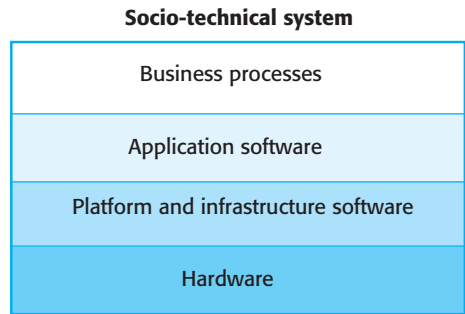 Socio-technical system
Business processes
Application software
Platform and infrastructure software
Hardware